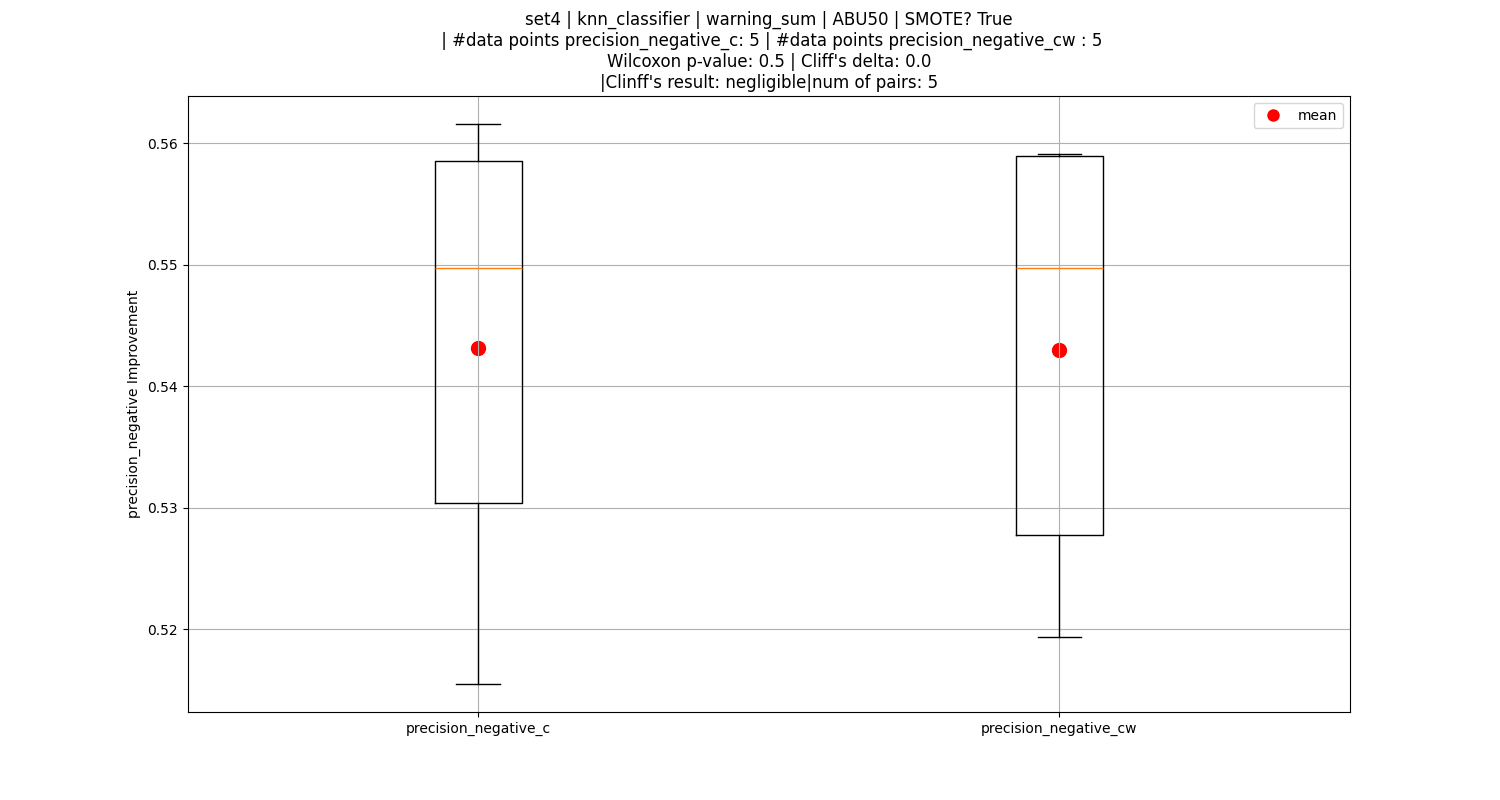 set4 | knn_classifier | warning_sum | ABU50 | SMOTE? True
| #data points precision_negative_c: 5 | #data points precision_negative_cw : 5
Wilcoxon p-value: 0.5 | Cliff's delta: 0.0
|Clinff's result: negligible|num of pairs: 5
mean
0.56
0.55
0.54
0.53
0.52
precision_negative Improvement
precision_negative_c
precision_negative_cw